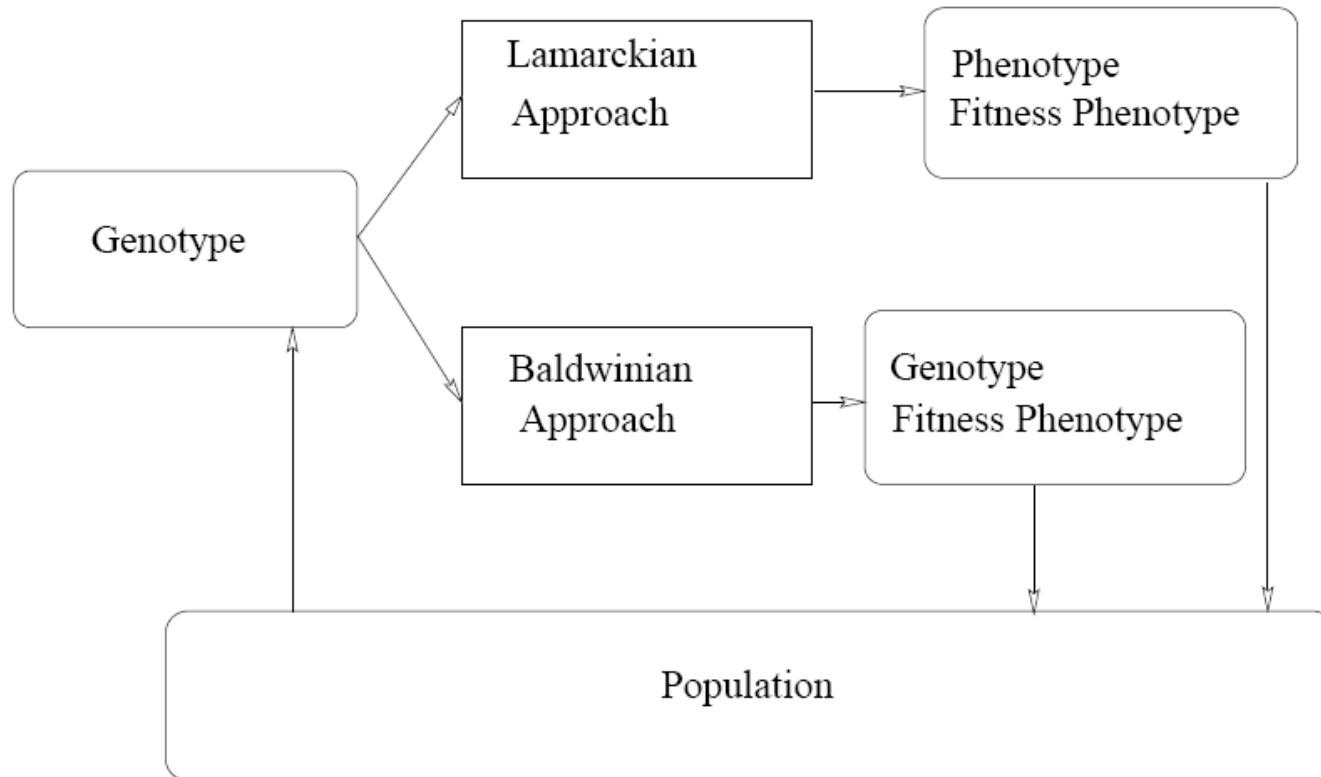 Lamarckian
Approach
Phenotype
Fitness Phenotype
Genotype
Baldwinian
Approach
Genotype
Fitness Phenotype
Population